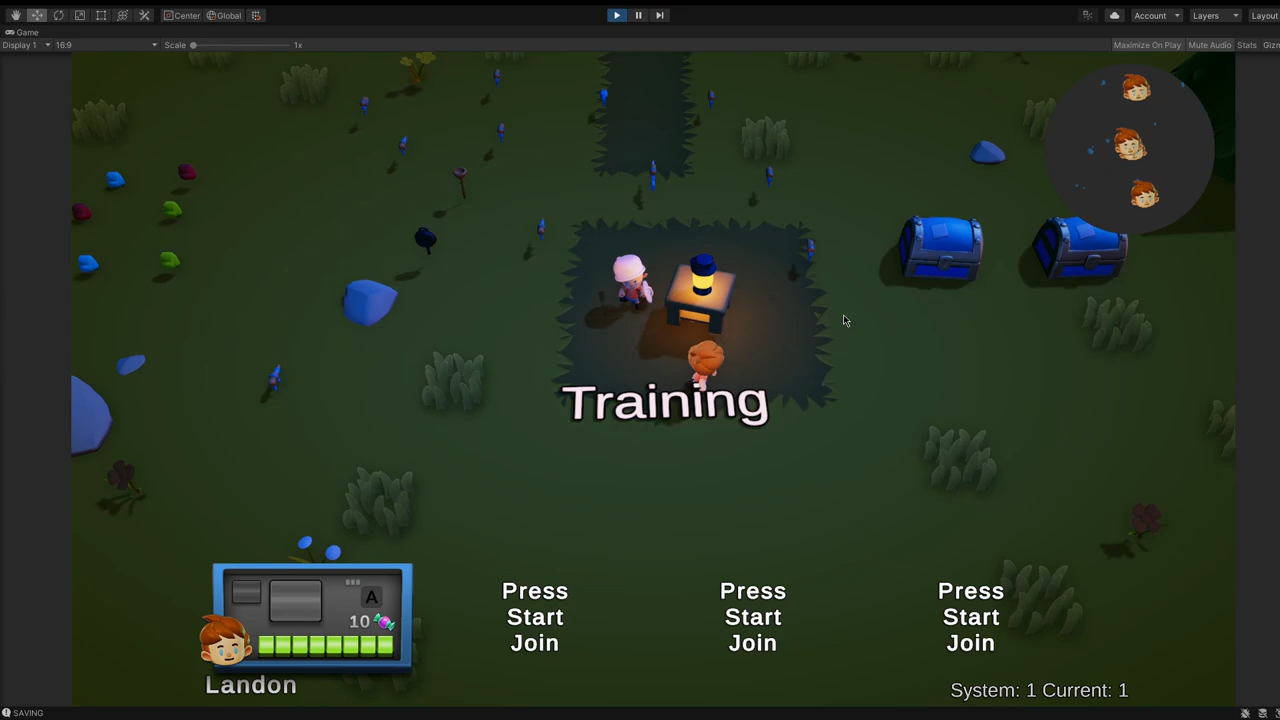 Center
Global
Account
Layers
Layout
Game
Display 1
16:9
Scale
1x
Maximize On Play
Mute Audio
Stats
Training
A
10
Landon
Press
Start
Join
Press
Start
Join
Press
Start
Join
System: 1 Current: 1
SAVING